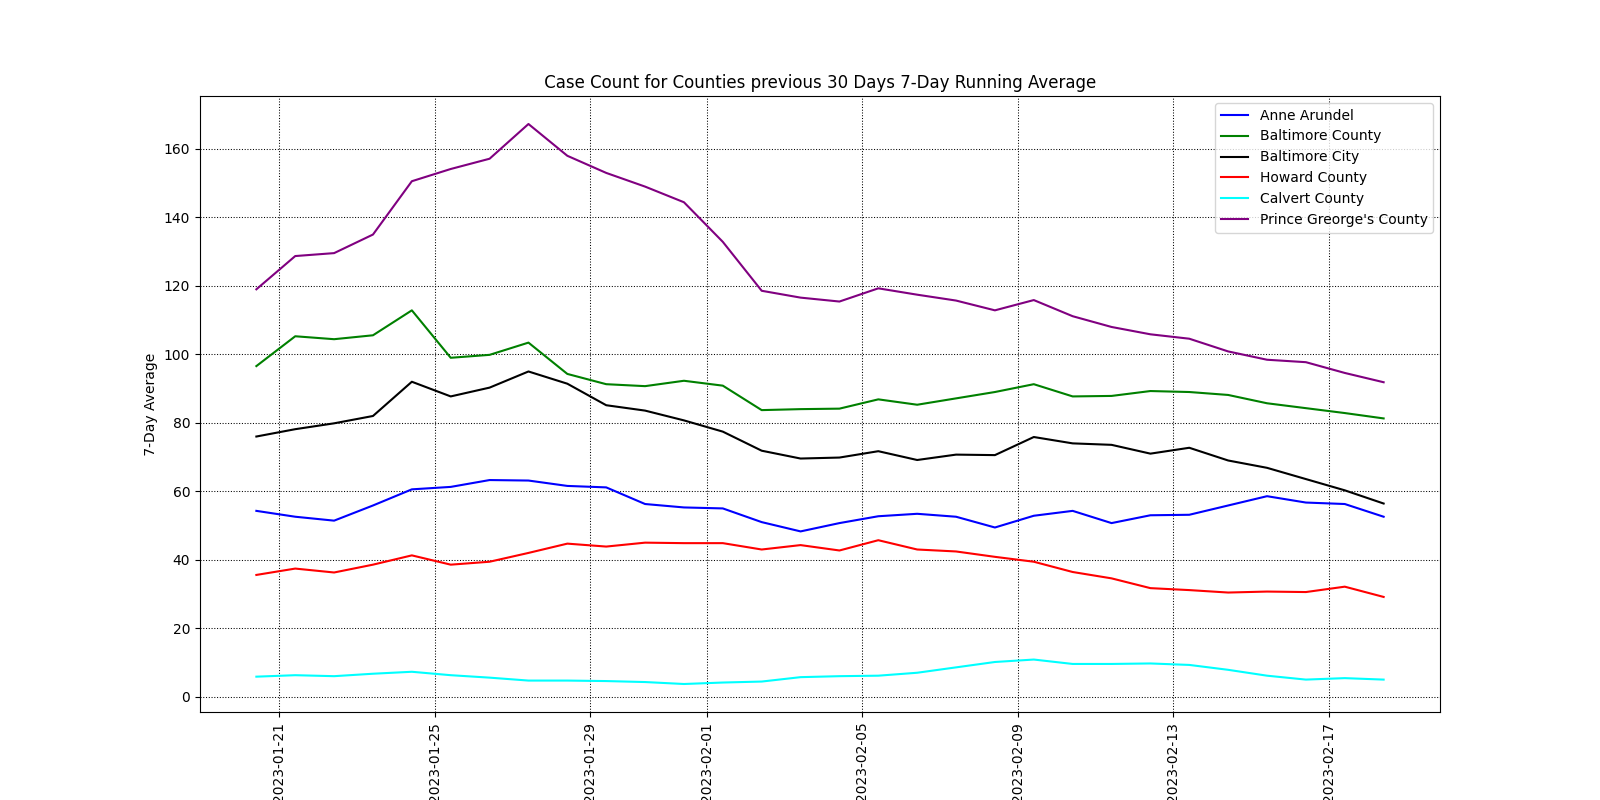 Case Count for Counties previous 30 Days 7-Day Running Average
Anne Arundel
Baltimore County
Baltimore City
Howard County
Calvert County
Prince Greorge's County
7-Day Average
160
140
120
100
80
60
40
20
0
2023-01-21
2023-01-25
2023-01-29
2023-02-01
2023-02-05
2023-02-09
2023-02-13
2023-02-17